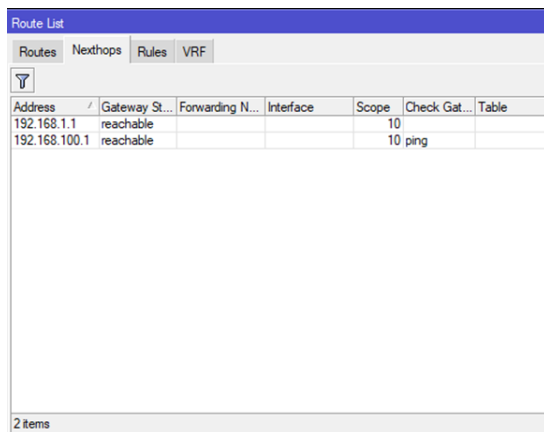 Route List
Routes Nexthops Rules VRF
Address Gateway St... Forwarding N... Interface Scope Check Gat... Table
192.168.1.1 reachable 10
192.168.100.1 reachable 10 ping
2 items